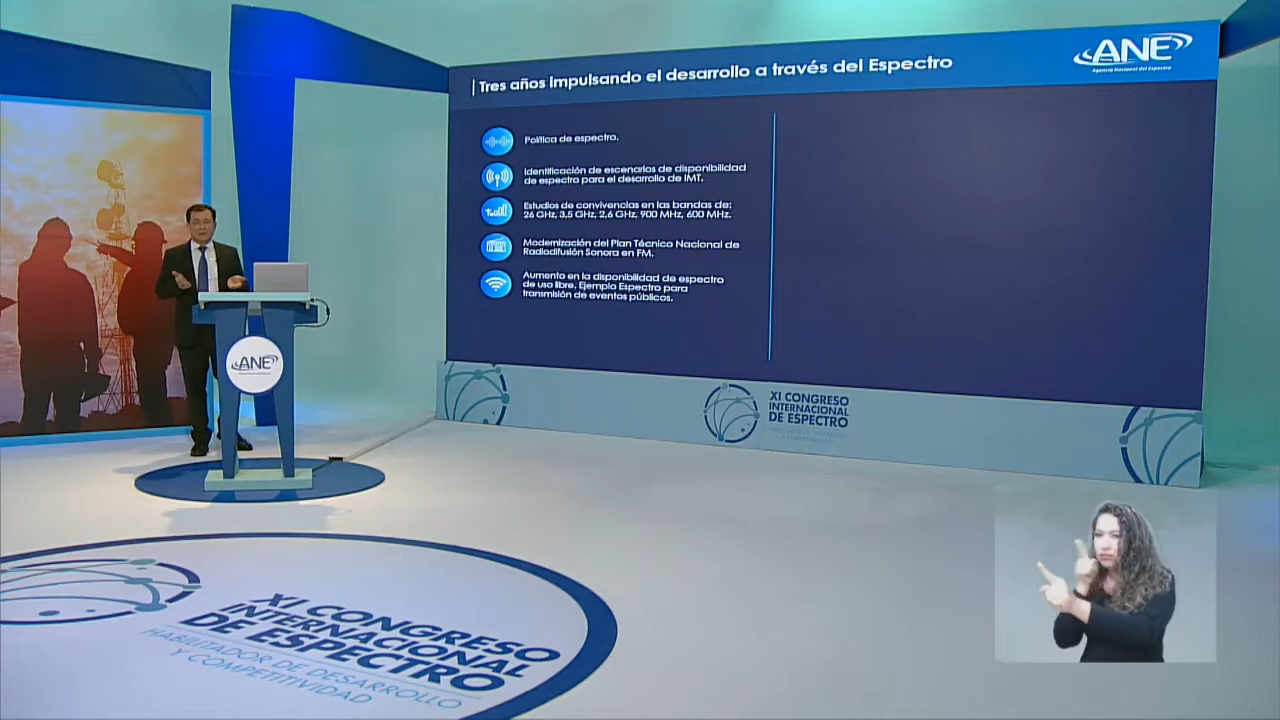 Tres años impulsando el desarrollo a través del Espectro
ANE
Agencia Nacional del Espectro
Política de espectro.
Identificación de escenarios de disponibilidad
de espectro para el desarrollo de IMT.
Estudios de convivencias en las bandas de:
26 GHz, 3,5 GHz, 2,6 GHz, 900 MHz, 600 MHz.
Modernización del Plan Técnico Nacional de
Radiodifusión Sonora en FM.
Aumento en la disponibilidad de espectro
de uso libre. Ejemplo Espectro para
transmisión de eventos públicos.
ANE
XI CONGRESO
INTERNACIONAL
DE ESPECTRO
XI CONGRESO
INTERNACIONAL
DE ESPECTRO
HABILITADOR DE DESARROLLO
Y COMPETITIVIDAD